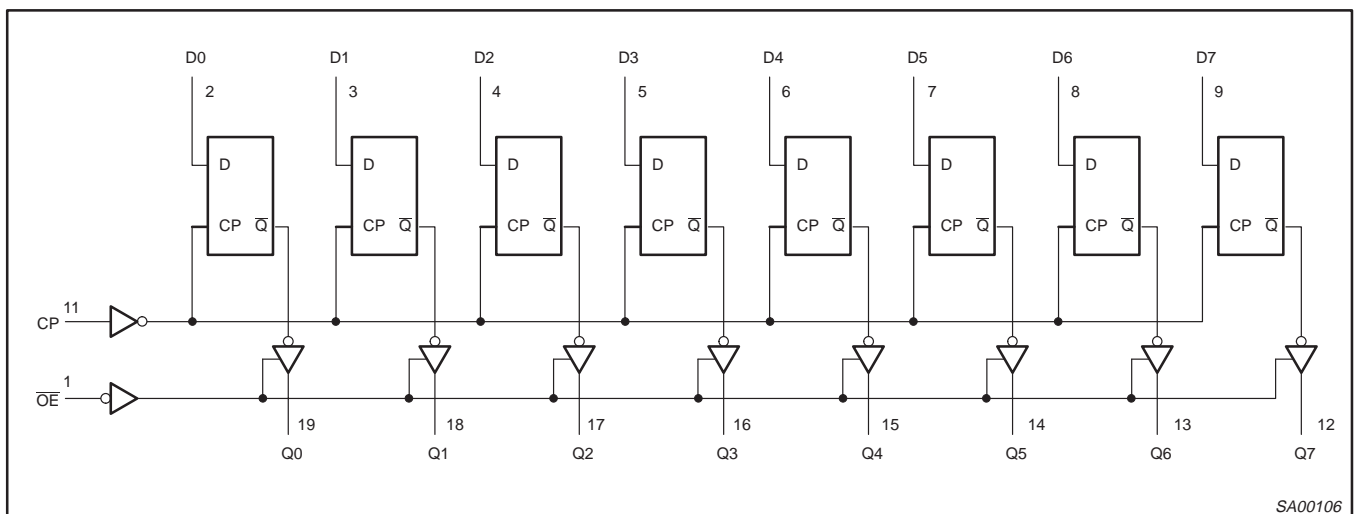 D0 D1 D2 D3 D4 D5 D6 D7
2 3 4 5 6 7 8 9
D D D D D D D D
CP Q̅ CP Q̅ CP Q̅ CP Q̅ CP Q̅ CP Q̅ CP Q̅ CP Q̅
11
CP
1
O̅E̅
19 18 17 16 15 14 13 12
Q0 Q1 Q2 Q3 Q4 Q5 Q6 Q7
SA00106